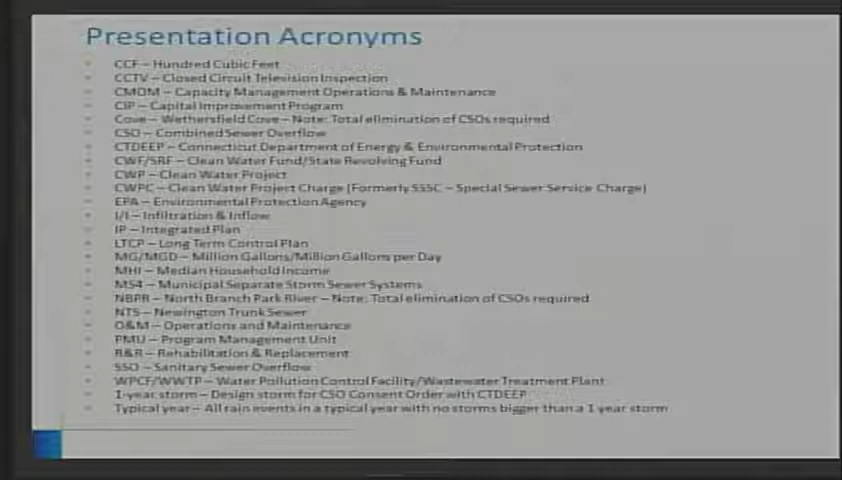 Presentation Acronyms
CCF – Hundred Cubic Feet
CCTV – Closed Circuit Television Inspection
CMOM – Capacity Management Operations & Maintenance
CIP – Capital Improvement Program
Cove – Wethersfield Cove – Note: Total elimination of CSOs required
CSO – Combined Sewer Overflow
CTDEEP – Connecticut Department of Energy & Environmental Protection
CWF/SRF – Clean Water Fund/State Revolving Fund
CWP – Clean Water Project
CWPC – Clean Water Project Charge (Formerly SSSC – Special Sewer Service Charge)
EPA – Environmental Protection Agency
I/I – Infiltration & Inflow
IP – Integrated Plan
LTCP – Long Term Control Plan
MG/MGD – Million Gallons/Million Gallons per Day
MHI – Median Household Income
MS4 – Municipal Separate Storm Sewer Systems
NBPR – North Branch Park River – Note: Total elimination of CSOs required
NTS – Newington Trunk Sewer
O&M – Operations and Maintenance
PMU – Program Management Unit
R&R – Rehabilitation & Replacement
SSO – Sanitary Sewer Overflow
WPCF/WWTP – Water Pollution Control Facility/Wastewater Treatment Plant
1-year storm – Design storm for CSO Consent Order with CTDEEP
Typical year – All rain events in a typical year with no storms bigger than a 1 year storm